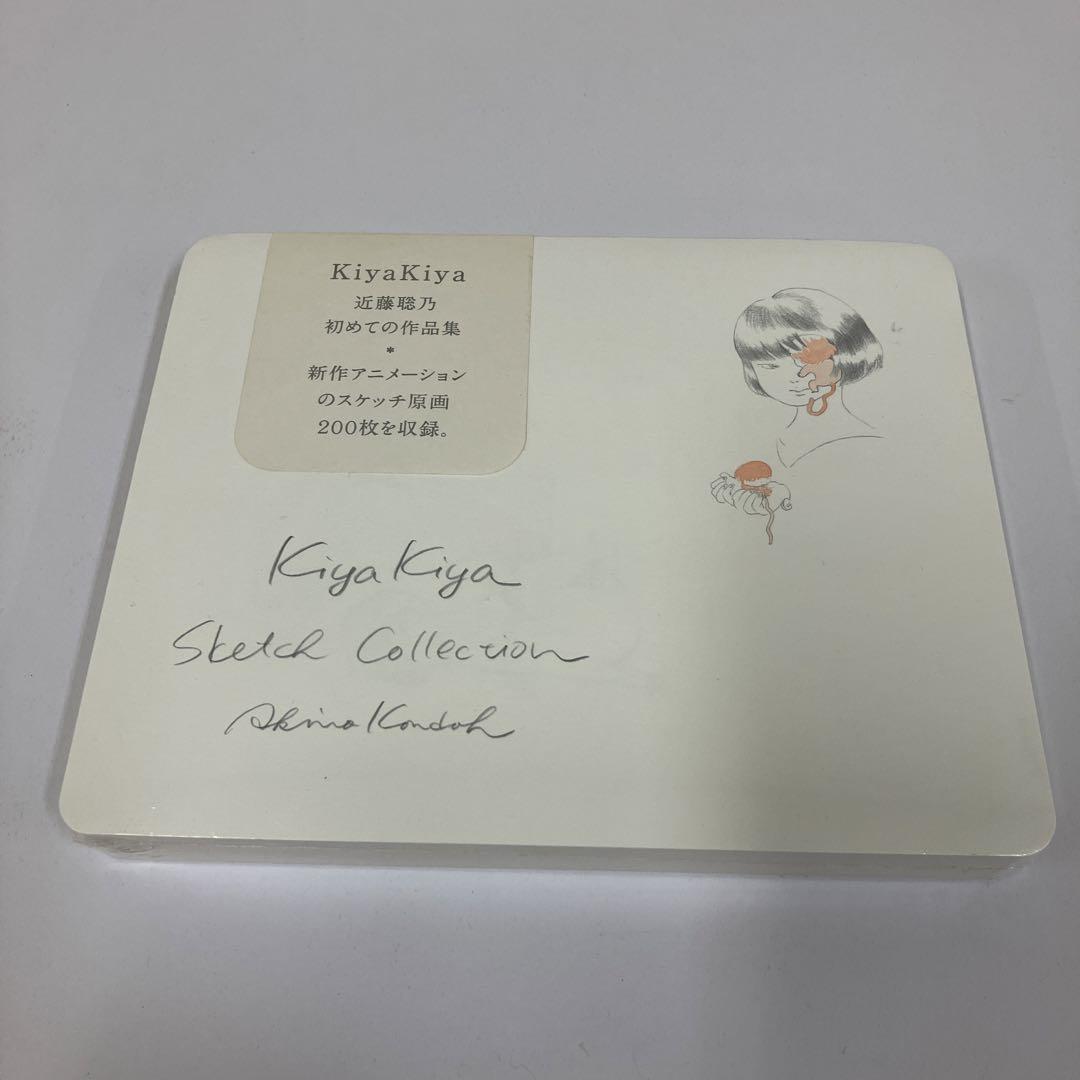 KiyaKiya
近藤聡乃
初めての作品集
*
新作アニメーション
のスケッチ原画
200枚を収録。
KiyaKiya
Sketch Collection
Akino Kondoh